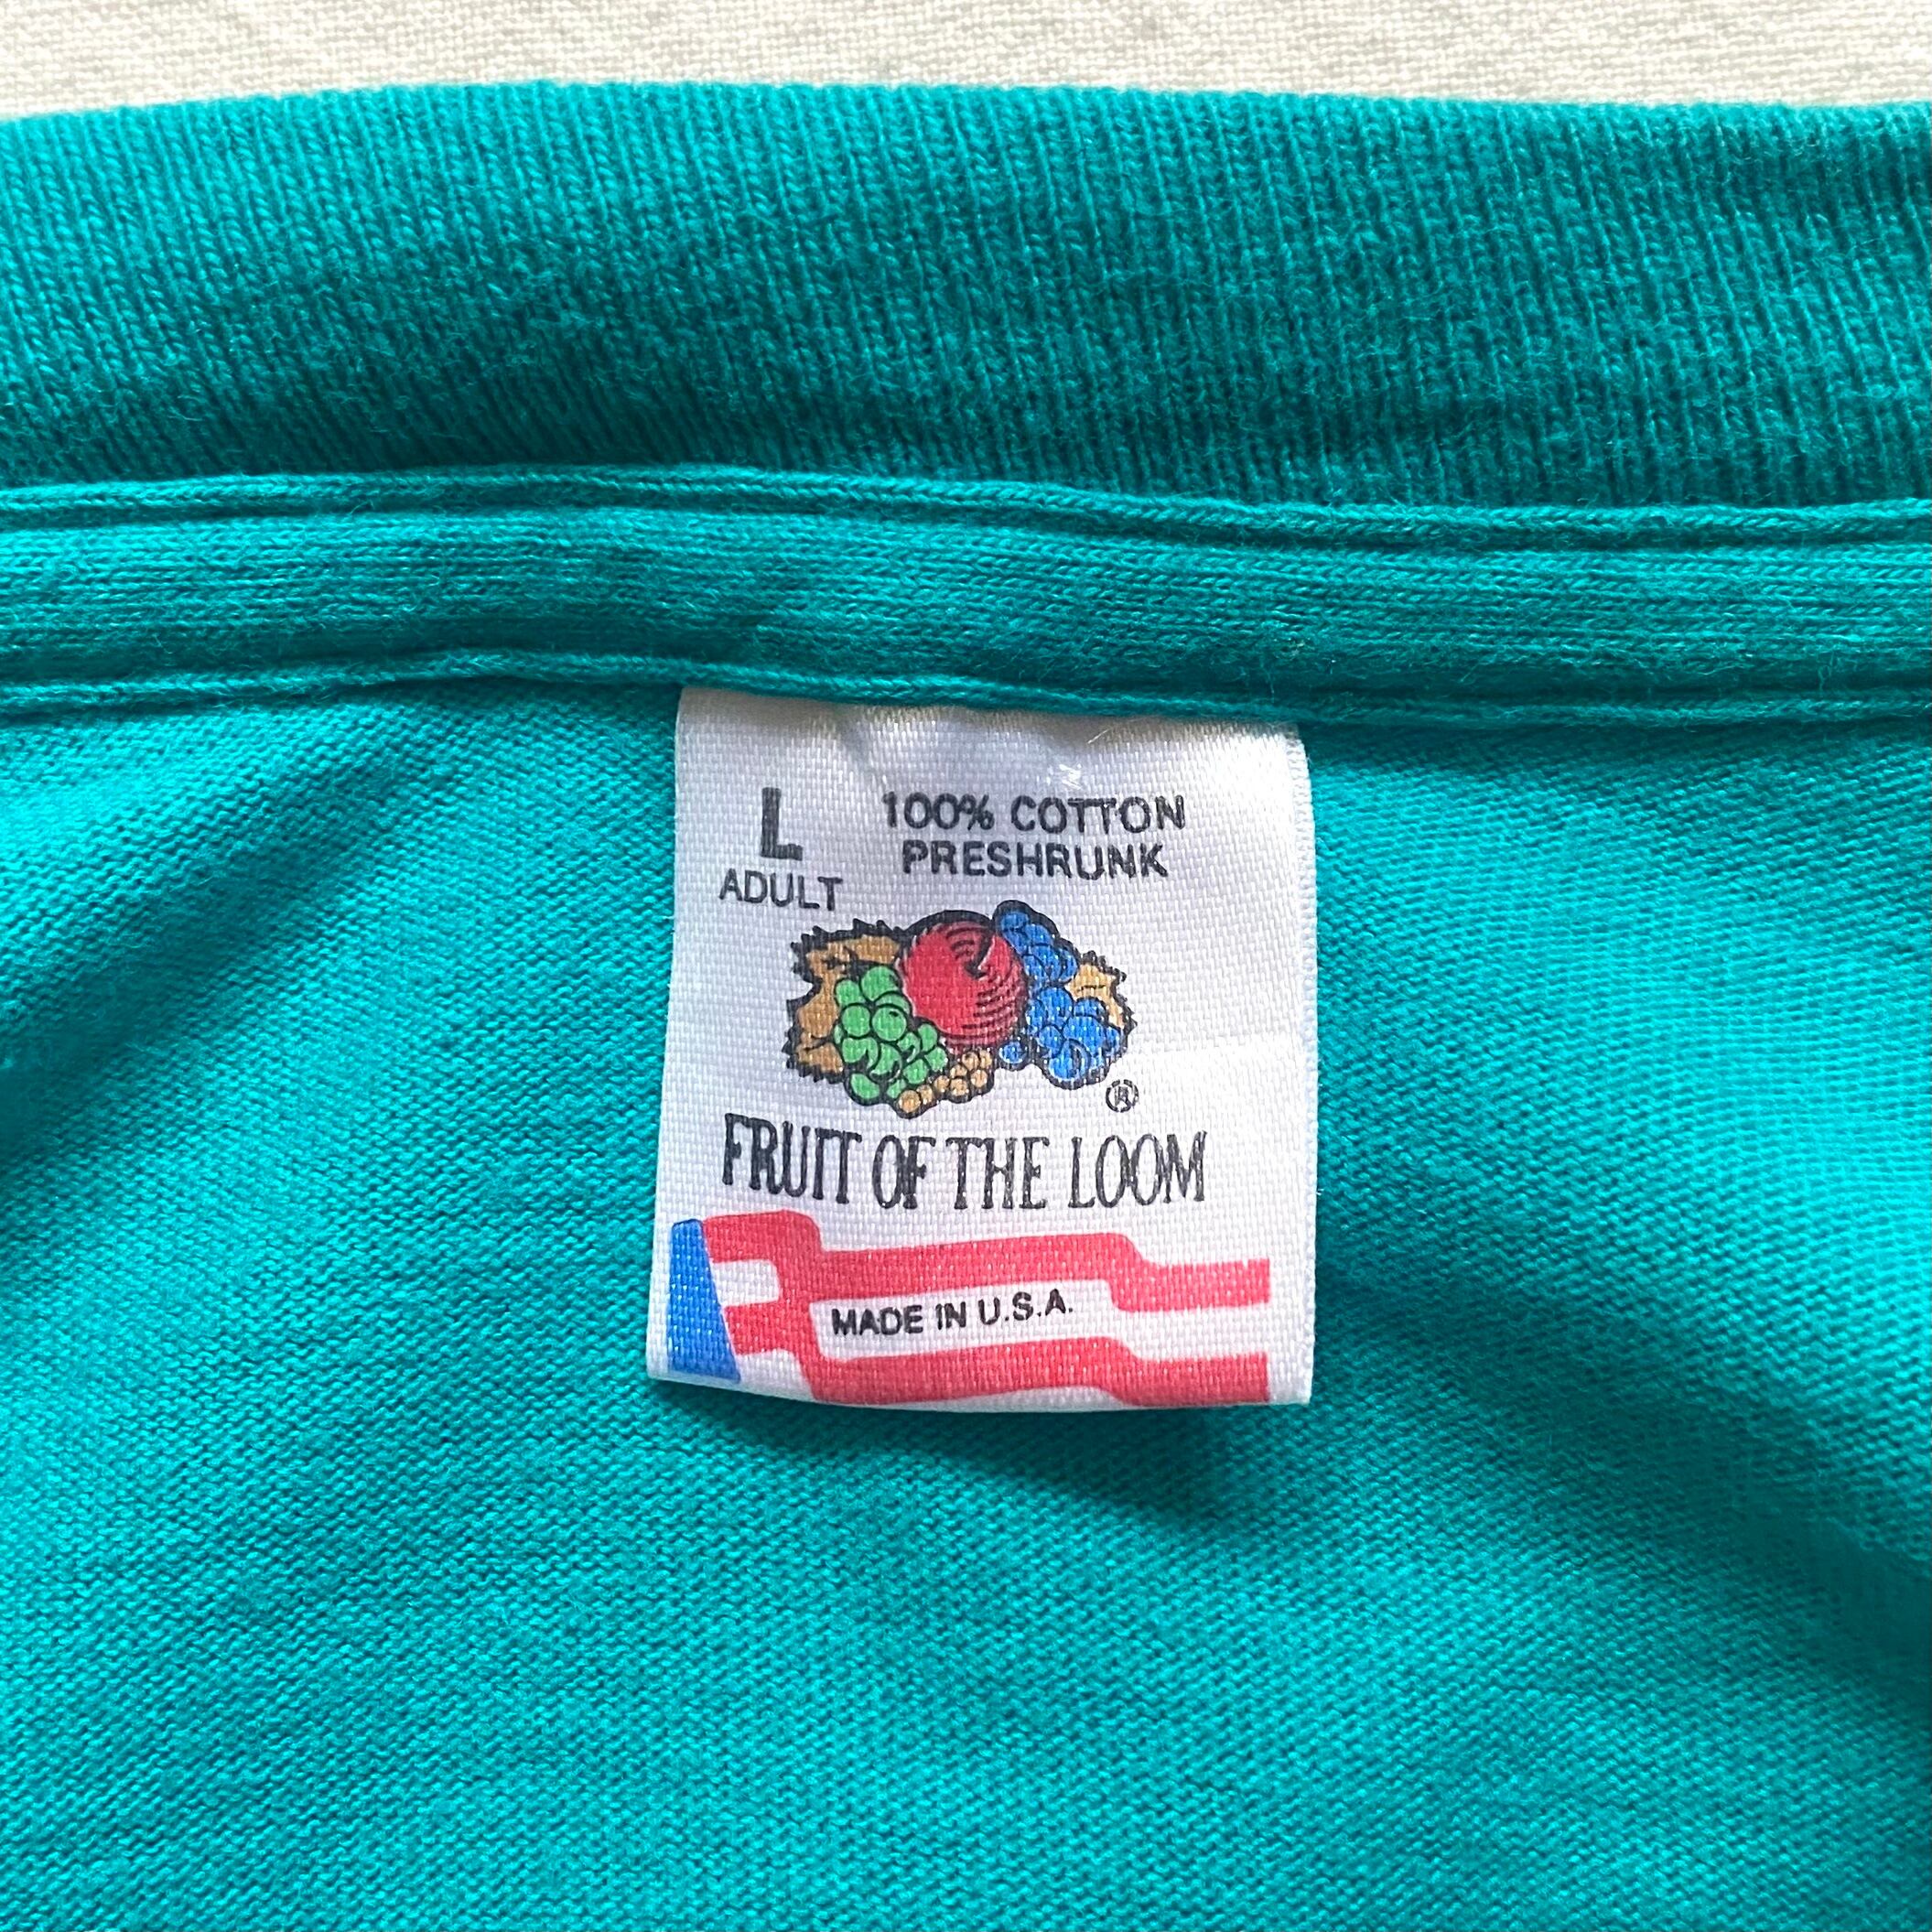 L
ADULT
100% COTTON
PRESHRUNK
®
FRUIT OF THE LOOM
MADE IN U.S.A.